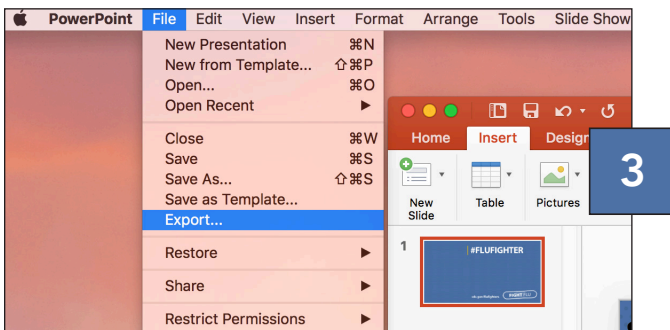 PowerPoint File Edit View Insert Format Arrange Tools Slide Show
New Presentation ⌘N
New from Template... ⇧⌘P
Open... ⌘O
Open Recent ▶
Close ⌘W
Save ⌘S
Save As... ⇧⌘S
Save as Template...
Export...
Restore ▶
Share ▶
Restrict Permissions ▶
Home Insert Design
New Slide
Table
Pictures
3
1
#FLUFIGHTER